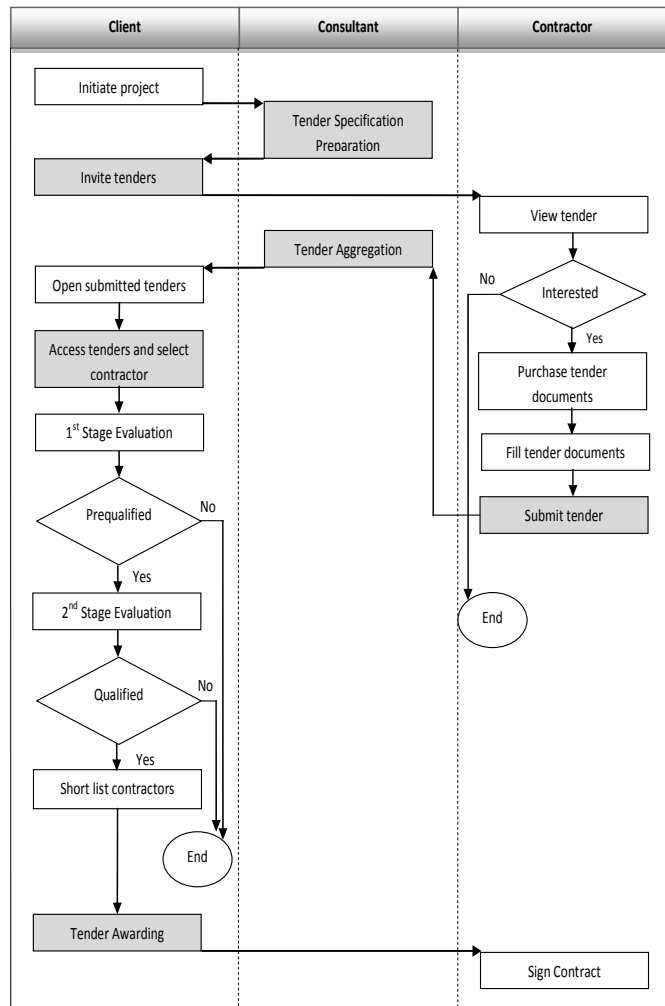 Client
Consultant
Contractor
Initiate project
Tender Specification
Preparation
Invite tenders
View tender
Tender Aggregation
Open submitted tenders
No
Interested
Yes
Access tenders and select
contractor
Purchase tender
documents
1st Stage Evaluation
Fill tender documents
Prequalified
No
Submit tender
Yes
2nd Stage Evaluation
End
Qualified
No
Yes
Short list contractors
End
Tender Awarding
Sign Contract